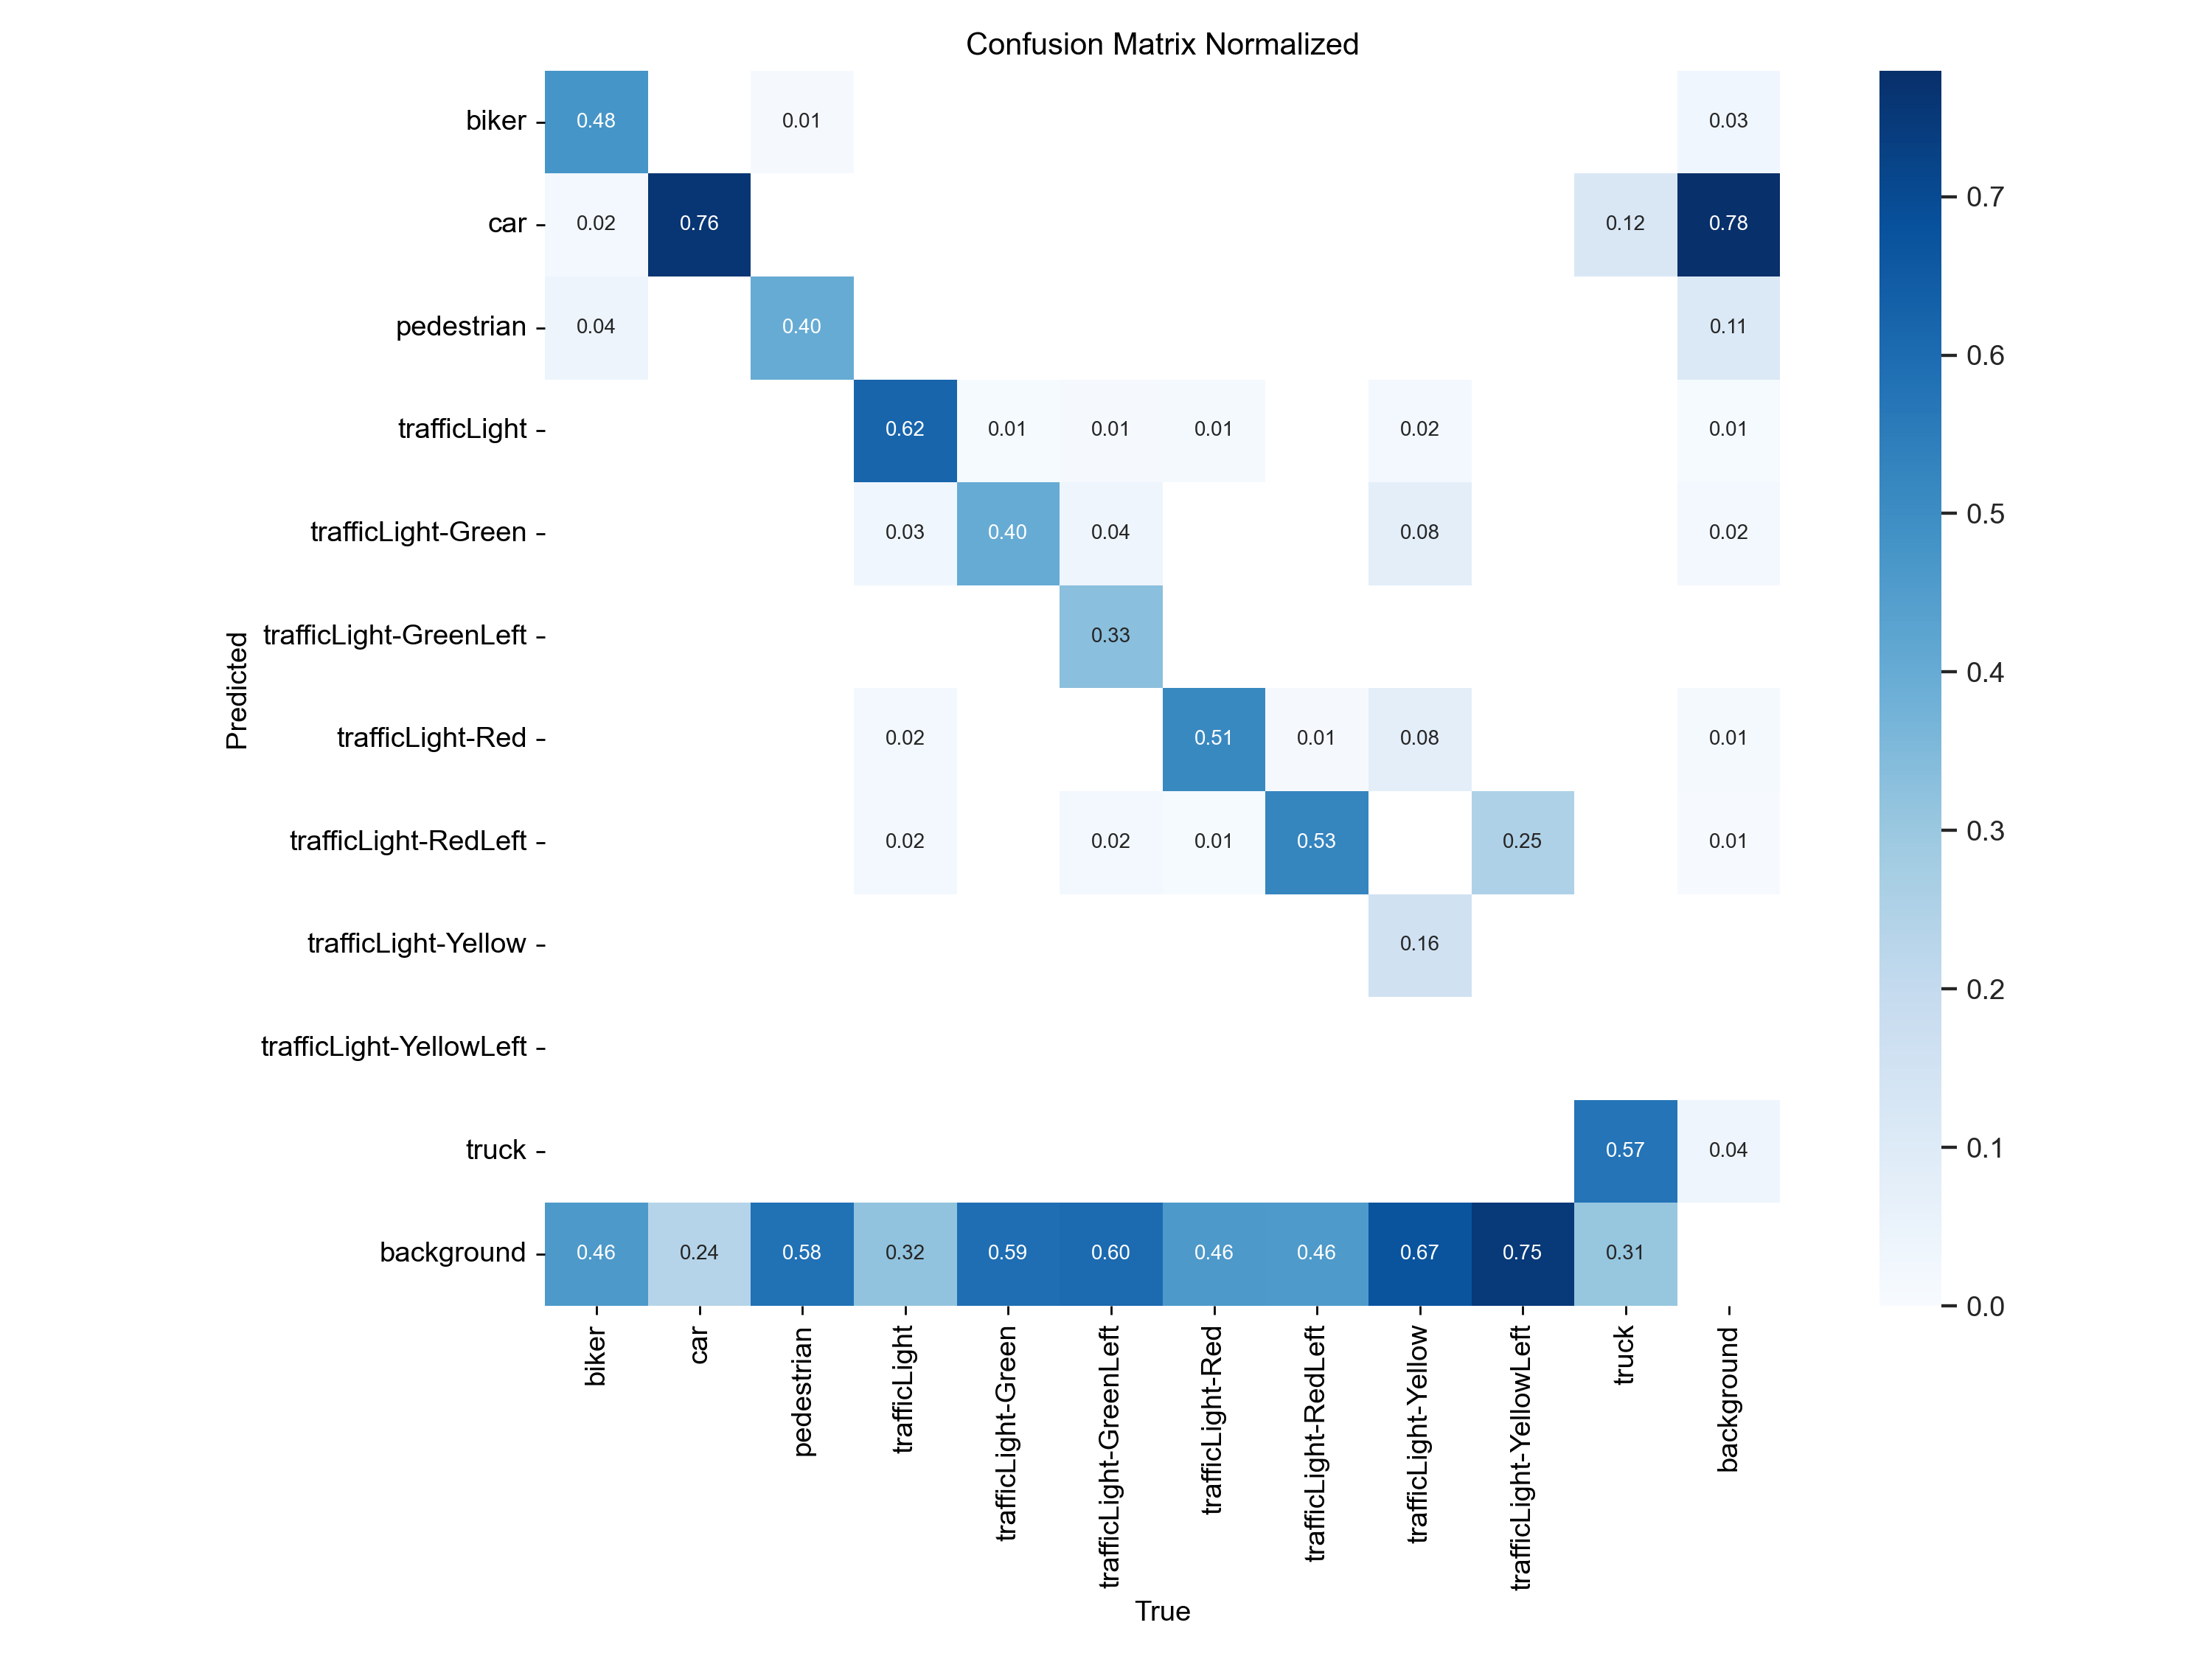 Confusion Matrix Normalized
biker 0.48 0.01 0.03
car 0.02 0.76 0.12 0.78
pedestrian 0.04 0.40 0.11
trafficLight 0.62 0.01 0.01 0.01 0.02 0.01
trafficLight-Green 0.03 0.40 0.04 0.08 0.02
trafficLight-GreenLeft 0.33
trafficLight-Red 0.02 0.51 0.01 0.08 0.01
trafficLight-RedLeft 0.02 0.02 0.01 0.53 0.25 0.01
trafficLight-Yellow 0.16
trafficLight-YellowLeft
truck 0.57 0.04
background 0.46 0.24 0.58 0.32 0.59 0.60 0.46 0.46 0.67 0.75 0.31
Predicted
biker
car
pedestrian
trafficLight
trafficLight-Green
trafficLight-GreenLeft
trafficLight-Red
trafficLight-RedLeft
trafficLight-Yellow
trafficLight-YellowLeft
truck
background
True
0.7
0.6
0.5
0.4
0.3
0.2
0.1
0.0